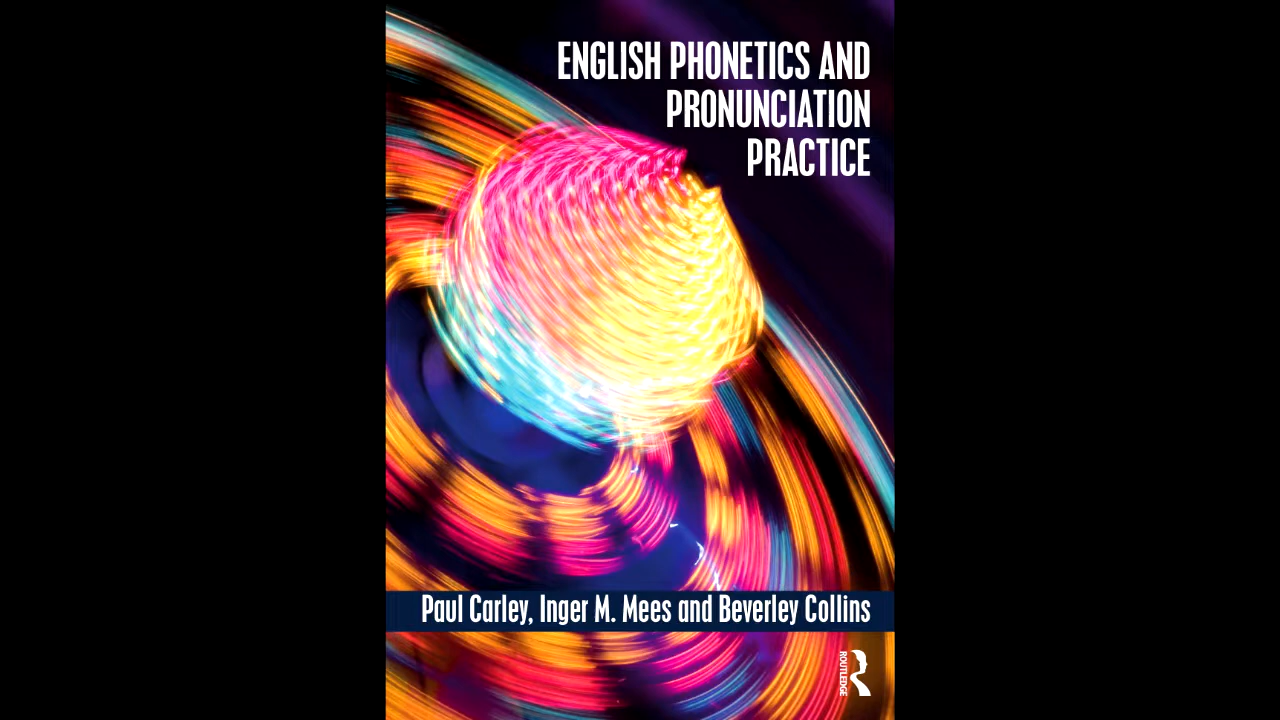 ENGLISH PHONETICS AND
PRONUNCIATION
PRACTICE
Paul Carley, Inger M. Mees and Beverley Collins
ROUTLEDGE